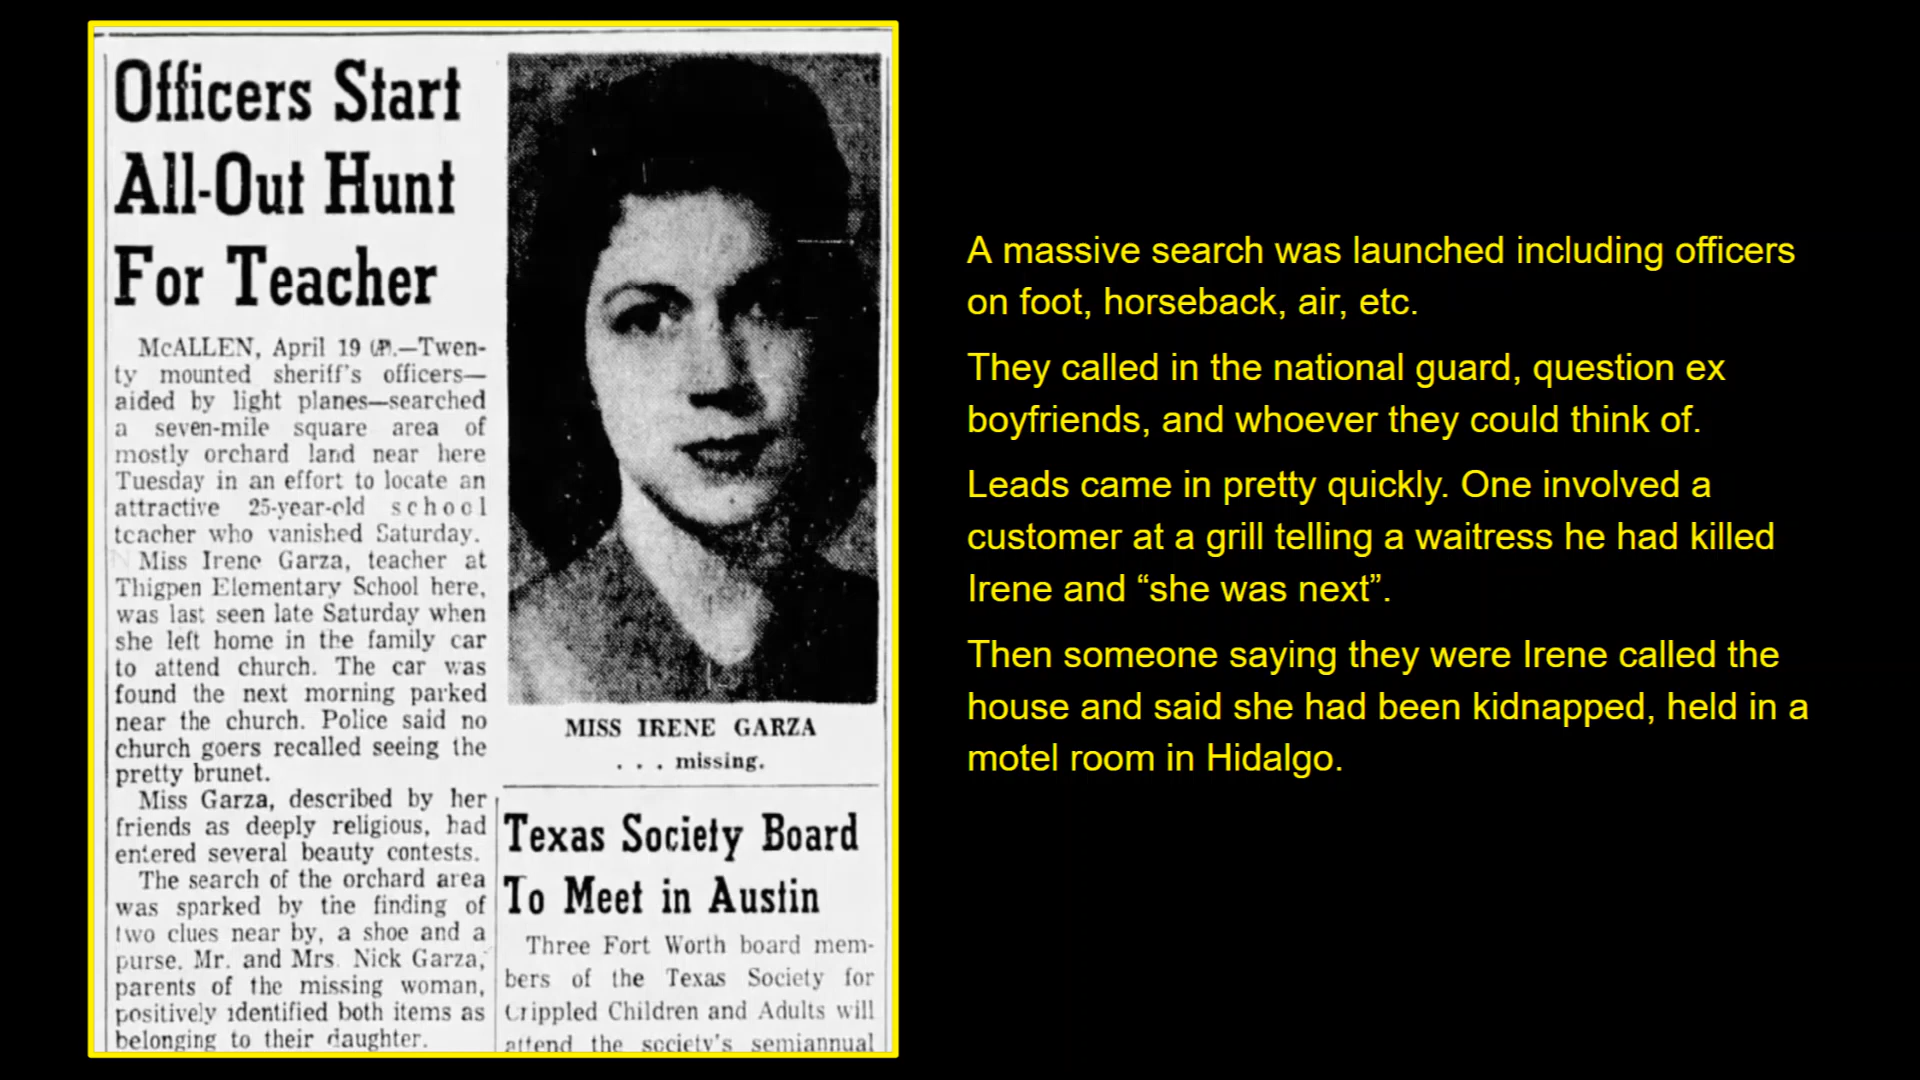 Officers Start
All-Out Hunt
For Teacher
McALLEN, April 19 (AP).—Twen-
ty mounted sheriff's officers—
aided by light planes—searched
a seven-mile square area of
mostly orchard land near here
Tuesday in an effort to locate an
attractive 25-year-old school
teacher who vanished Saturday.
Miss Irene Garza, teacher at
Thigpen Elementary School here,
was last seen late Saturday when
she left home in the family car
to attend church. The car was
found the next morning parked
near the church. Police said no
church goers recalled seeing the
pretty brunet.
Miss Garza, described by her
friends as deeply religious, had
entered several beauty contests.
The search of the orchard area
was sparked by the finding of
two clues near by, a shoe and a
purse. Mr. and Mrs. Nick Garza,
parents of the missing woman,
positively identified both items as
belonging to their daughter.
MISS IRENE GARZA
. . . missing.
Texas Society Board
To Meet in Austin
Three Fort Worth board mem-
bers of the Texas Society for
Crippled Children and Adults will
attend the society's semiannual
A massive search was launched including officers
on foot, horseback, air, etc.
They called in the national guard, question ex
boyfriends, and whoever they could think of.
Leads came in pretty quickly. One involved a
customer at a grill telling a waitress he had killed
Irene and “she was next”.
Then someone saying they were Irene called the
house and said she had been kidnapped, held in a
motel room in Hidalgo.